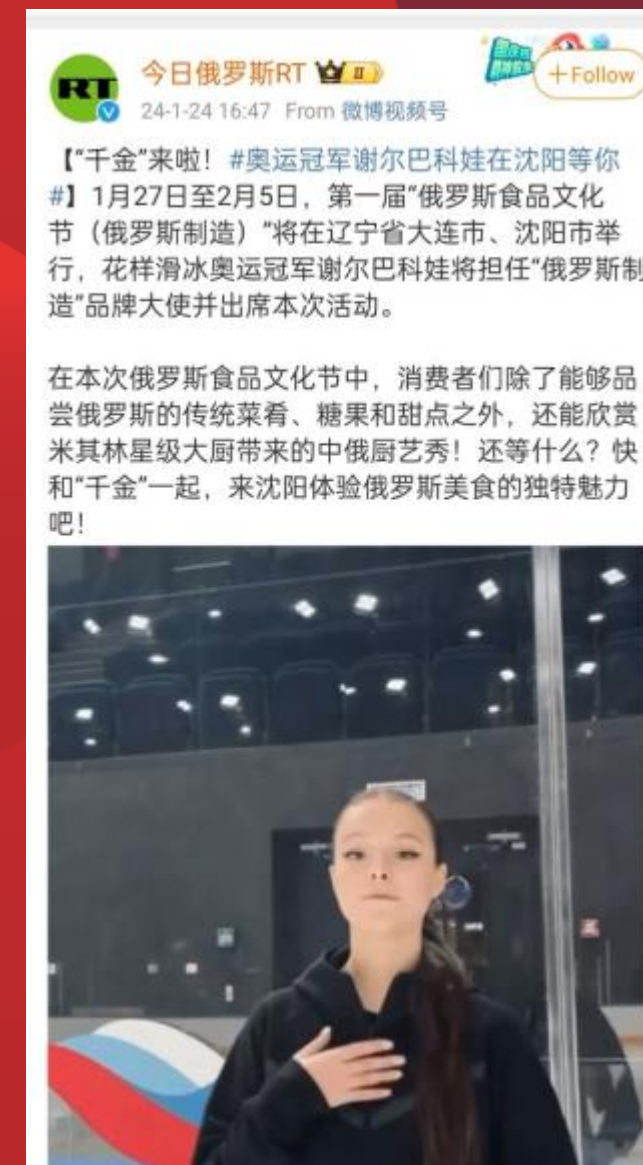 RT
今日俄罗斯RT
II
+Follow
24-1-24 16:47 From 微博视频号
【“千金”来啦！#奥运冠军谢尔巴科娃在沈阳等你
#】1月27日至2月5日，第一届“俄罗斯食品文化
节（俄罗斯制造）”将在辽宁省大连市、沈阳市举
行，花样滑冰奥运冠军谢尔巴科娃将担任“俄罗斯制
造”品牌大使并出席本次活动。
在本次俄罗斯食品文化节中，消费者们除了能够品
尝俄罗斯的传统菜肴、糖果和甜点之外，还能欣赏
米其林星级大厨带来的中俄厨艺秀！还等什么？快
和“千金”一起，来沈阳体验俄罗斯美食的独特魅力
吧！